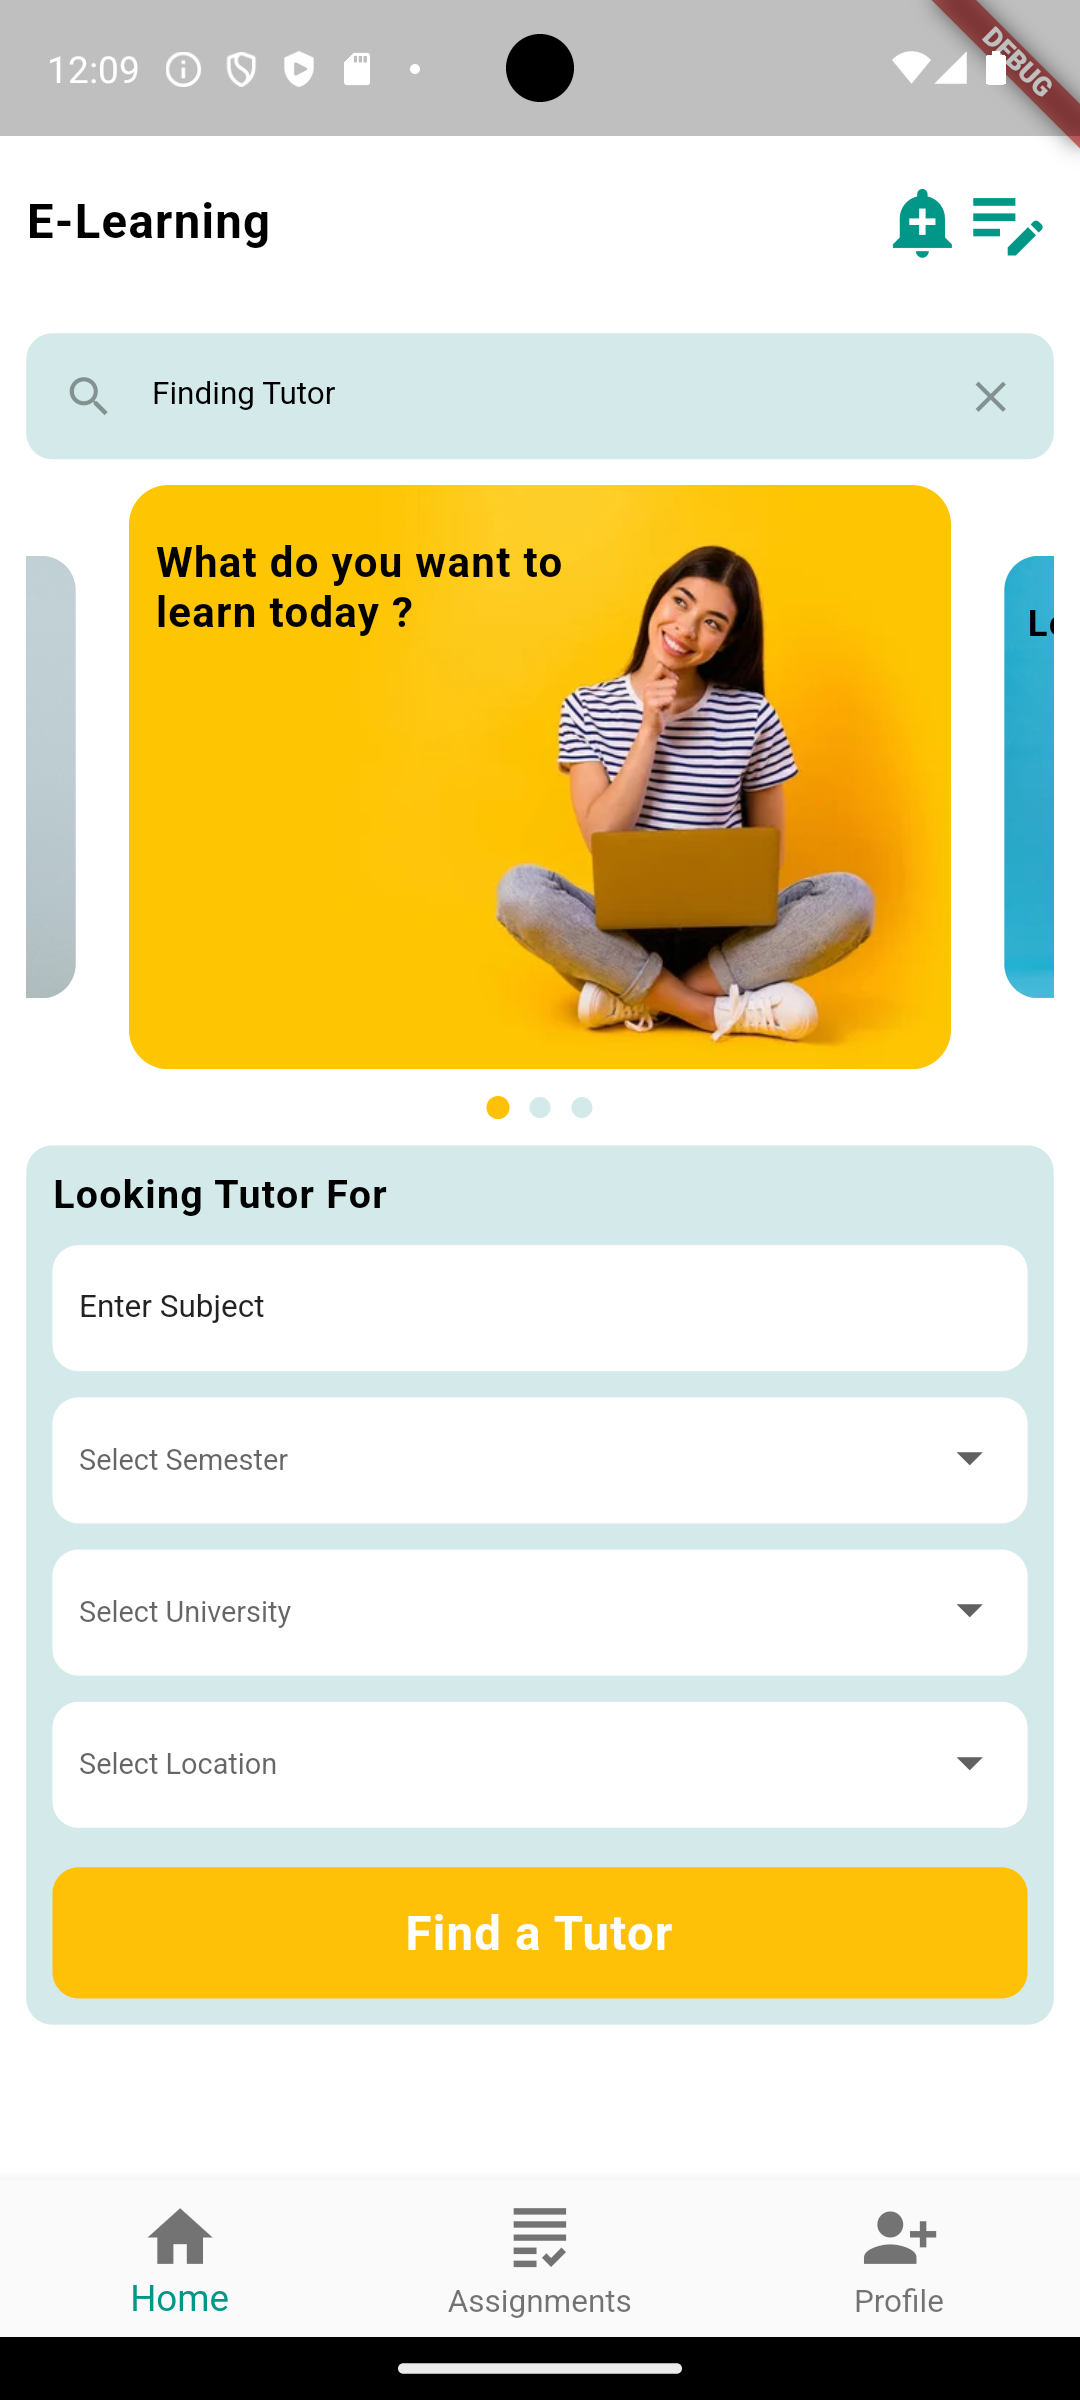 12:09
DEBUG
E-Learning
Finding Tutor
What do you want to
learn today ?
Looking Tutor For
Enter Subject
Select Semester
Select University
Select Location
Find a Tutor
Home
Assignments
Profile